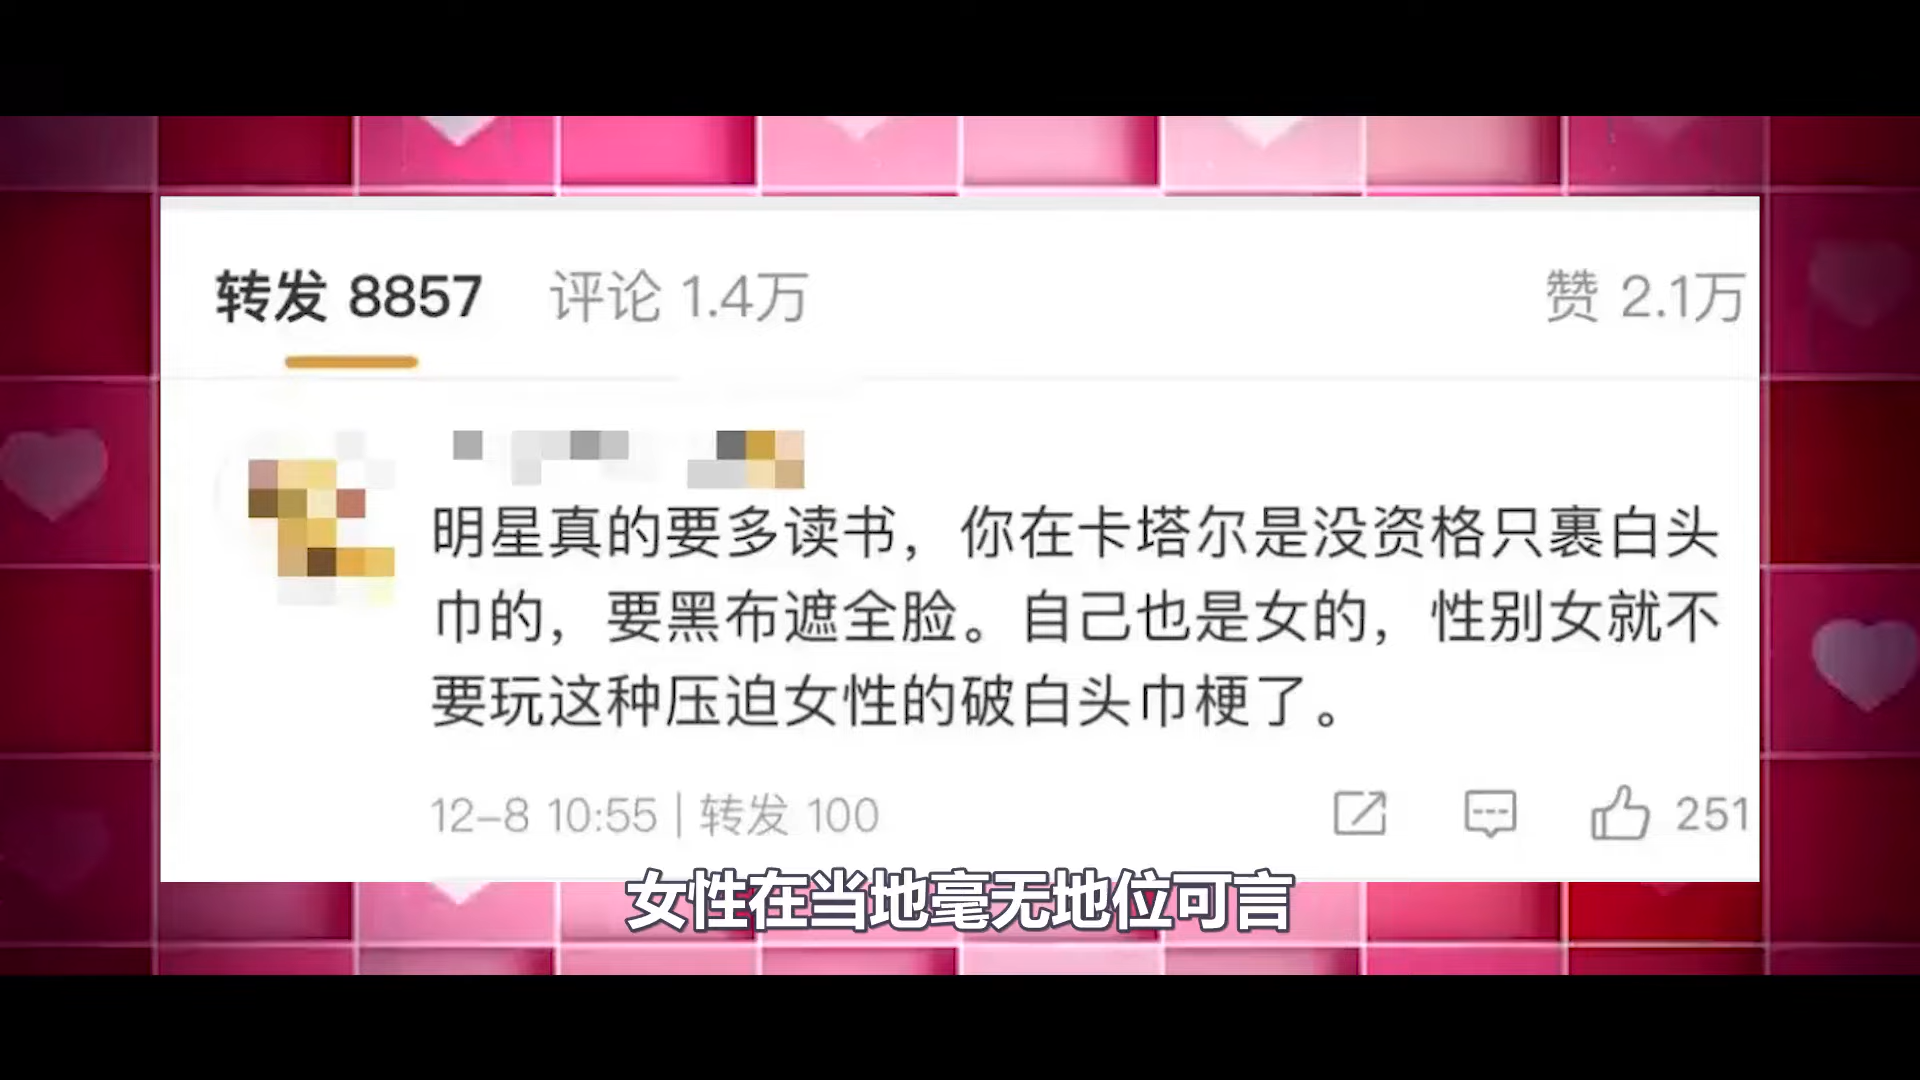 转发 8857 评论 1.4万 赞 2.1万
明星真的要多读书，你在卡塔尔是没资格只裹白头
巾的，要黑布遮全脸。自己也是女的，性别女就不
要玩这种压迫女性的破白头巾梗了。
12-8 10:55 | 转发 100 251
女性在当地毫无地位可言